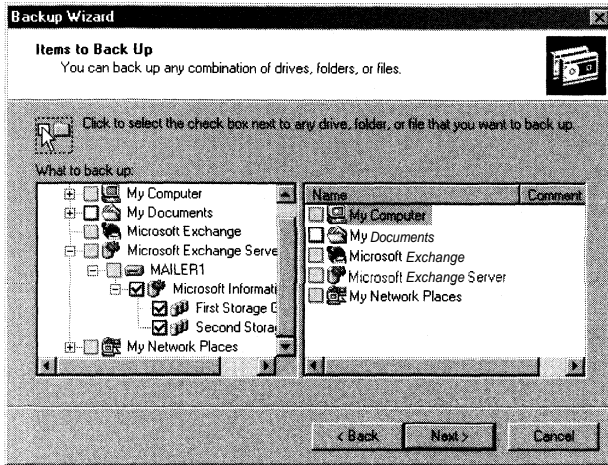 Backup Wizard
Items to Back Up
You can back up any combination of drives, folders, or files.
Click to select the check box next to any drive, folder, or file that you want to back up.
What to back up:
My Computer
My Documents
Microsoft Exchange
Microsoft Exchange Serve
MAILER1
Microsoft Informati
First Storage G
Second Stora
My Network Places
Name Comment
My Computer
My Documents
Microsoft Exchange
Microsoft Exchange Server
My Network Places
< Back Next > Cancel